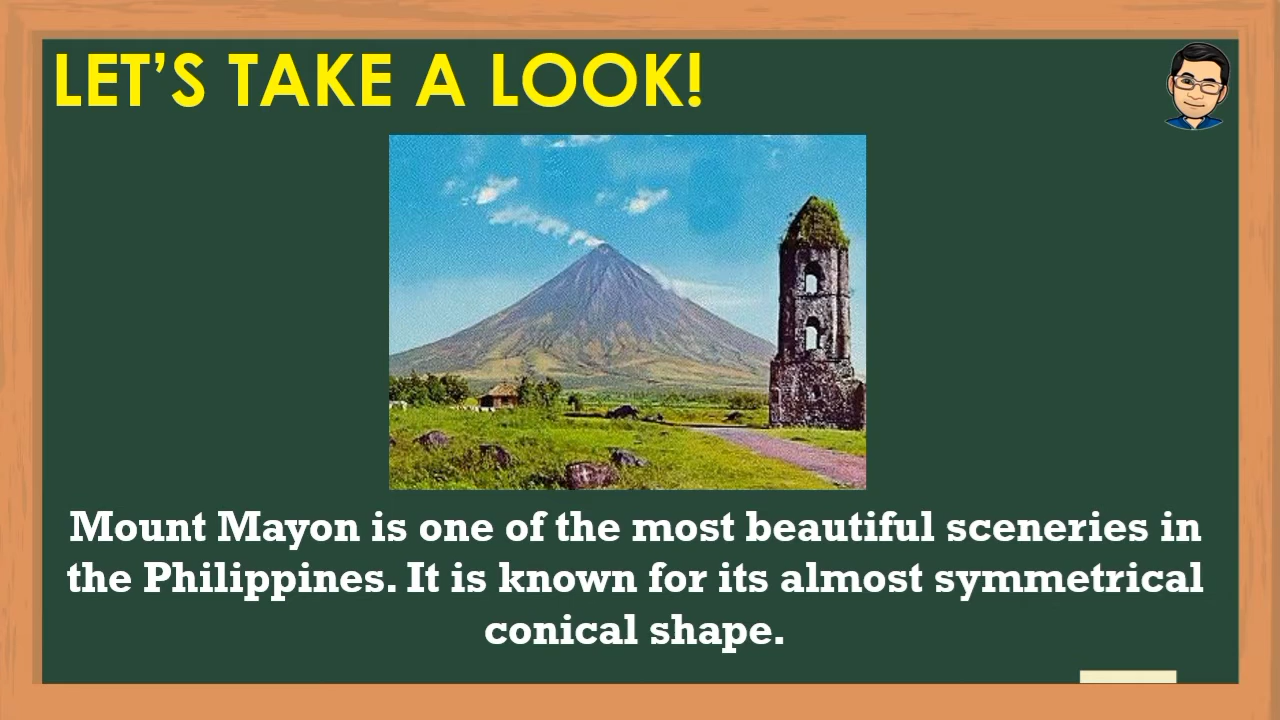 LET’S TAKE A LOOK!
Mount Mayon is one of the most beautiful sceneries in
the Philippines. It is known for its almost symmetrical
conical shape.